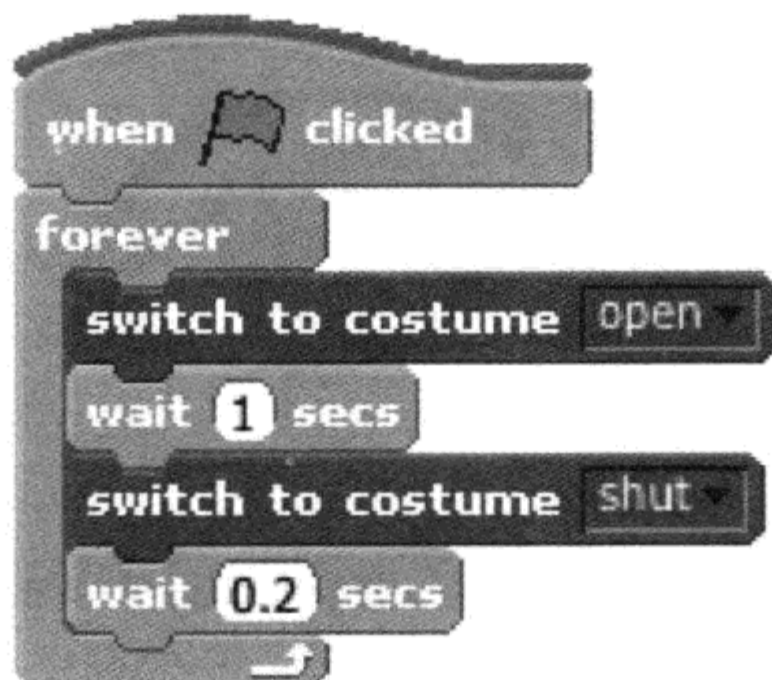 when clicked
forever
switch to costume open
wait 1 secs
switch to costume shut
wait 0.2 secs